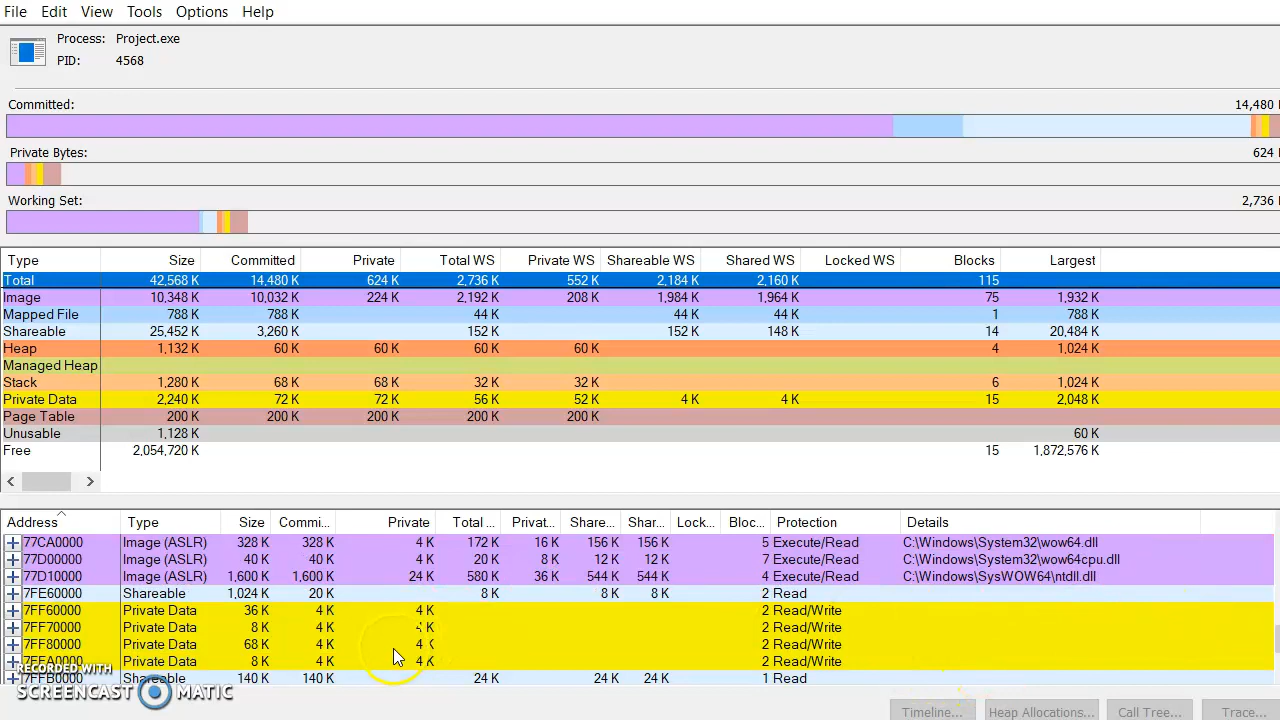 File Edit View Tools Options Help
Process: Project.exe
PID: 4568
Committed: 14,480
Private Bytes: 624
Working Set: 2,736
Type Size Committed Private Total WS Private WS Shareable WS Shared WS Locked WS Blocks Largest
Total 42,568 K 14,480 K 624 K 2,736 K 552 K 2,184 K 2,160 K 115
Image 10,348 K 10,032 K 224 K 2,192 K 208 K 1,984 K 1,964 K 75 1,932 K
Mapped File 788 K 788 K 44 K 44 K 44 K 1 788 K
Shareable 25,452 K 3,260 K 152 K 152 K 148 K 14 20,484 K
Heap 1,132 K 60 K 60 K 60 K 60 K 4 1,024 K
Managed Heap
Stack 1,280 K 68 K 68 K 32 K 32 K 6 1,024 K
Private Data 2,240 K 72 K 72 K 56 K 52 K 4 K 4 K 15 2,048 K
Page Table 200 K 200 K 200 K 200 K 200 K
Unusable 1,128 K 60 K
Free 2,054,720 K 15 1,872,576 K
Address Type Size Commi... Private Total ... Privat... Share... Shar... Lock... Bloc... Protection Details
77CA0000 Image (ASLR) 328 K 328 K 4 K 172 K 16 K 156 K 156 K 5 Execute/Read C:\Windows\System32\wow64.dll
77D00000 Image (ASLR) 40 K 40 K 4 K 20 K 8 K 12 K 12 K 7 Execute/Read C:\Windows\System32\wow64cpu.dll
77D10000 Image (ASLR) 1,600 K 1,600 K 24 K 580 K 36 K 544 K 544 K 4 Execute/Read C:\Windows\SysWOW64\ntdll.dll
7FE60000 Shareable 1,024 K 20 K 8 K 8 K 8 K 2 Read
7FF60000 Private Data 36 K 4 K 4 K 2 Read/Write
7FF70000 Private Data 8 K 4 K 4 K 2 Read/Write
7FF80000 Private Data 68 K 4 K 4 K 2 Read/Write
7FFA0000 Private Data 8 K 4 K 4 K 2 Read/Write
7FFB0000 Shareable 140 K 140 K 24 K 24 K 24 K 1 Read
RECORDED WITH
SCREENCAST MATIC
Timeline... Heap Allocations... Call Tree... Trace...